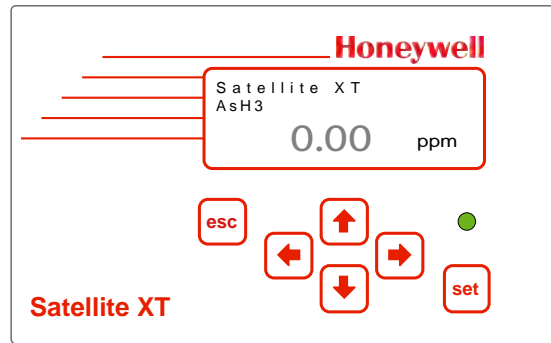 Honeywell
Satellite XT
AsH3
0.00 ppm
esc
set
Satellite XT